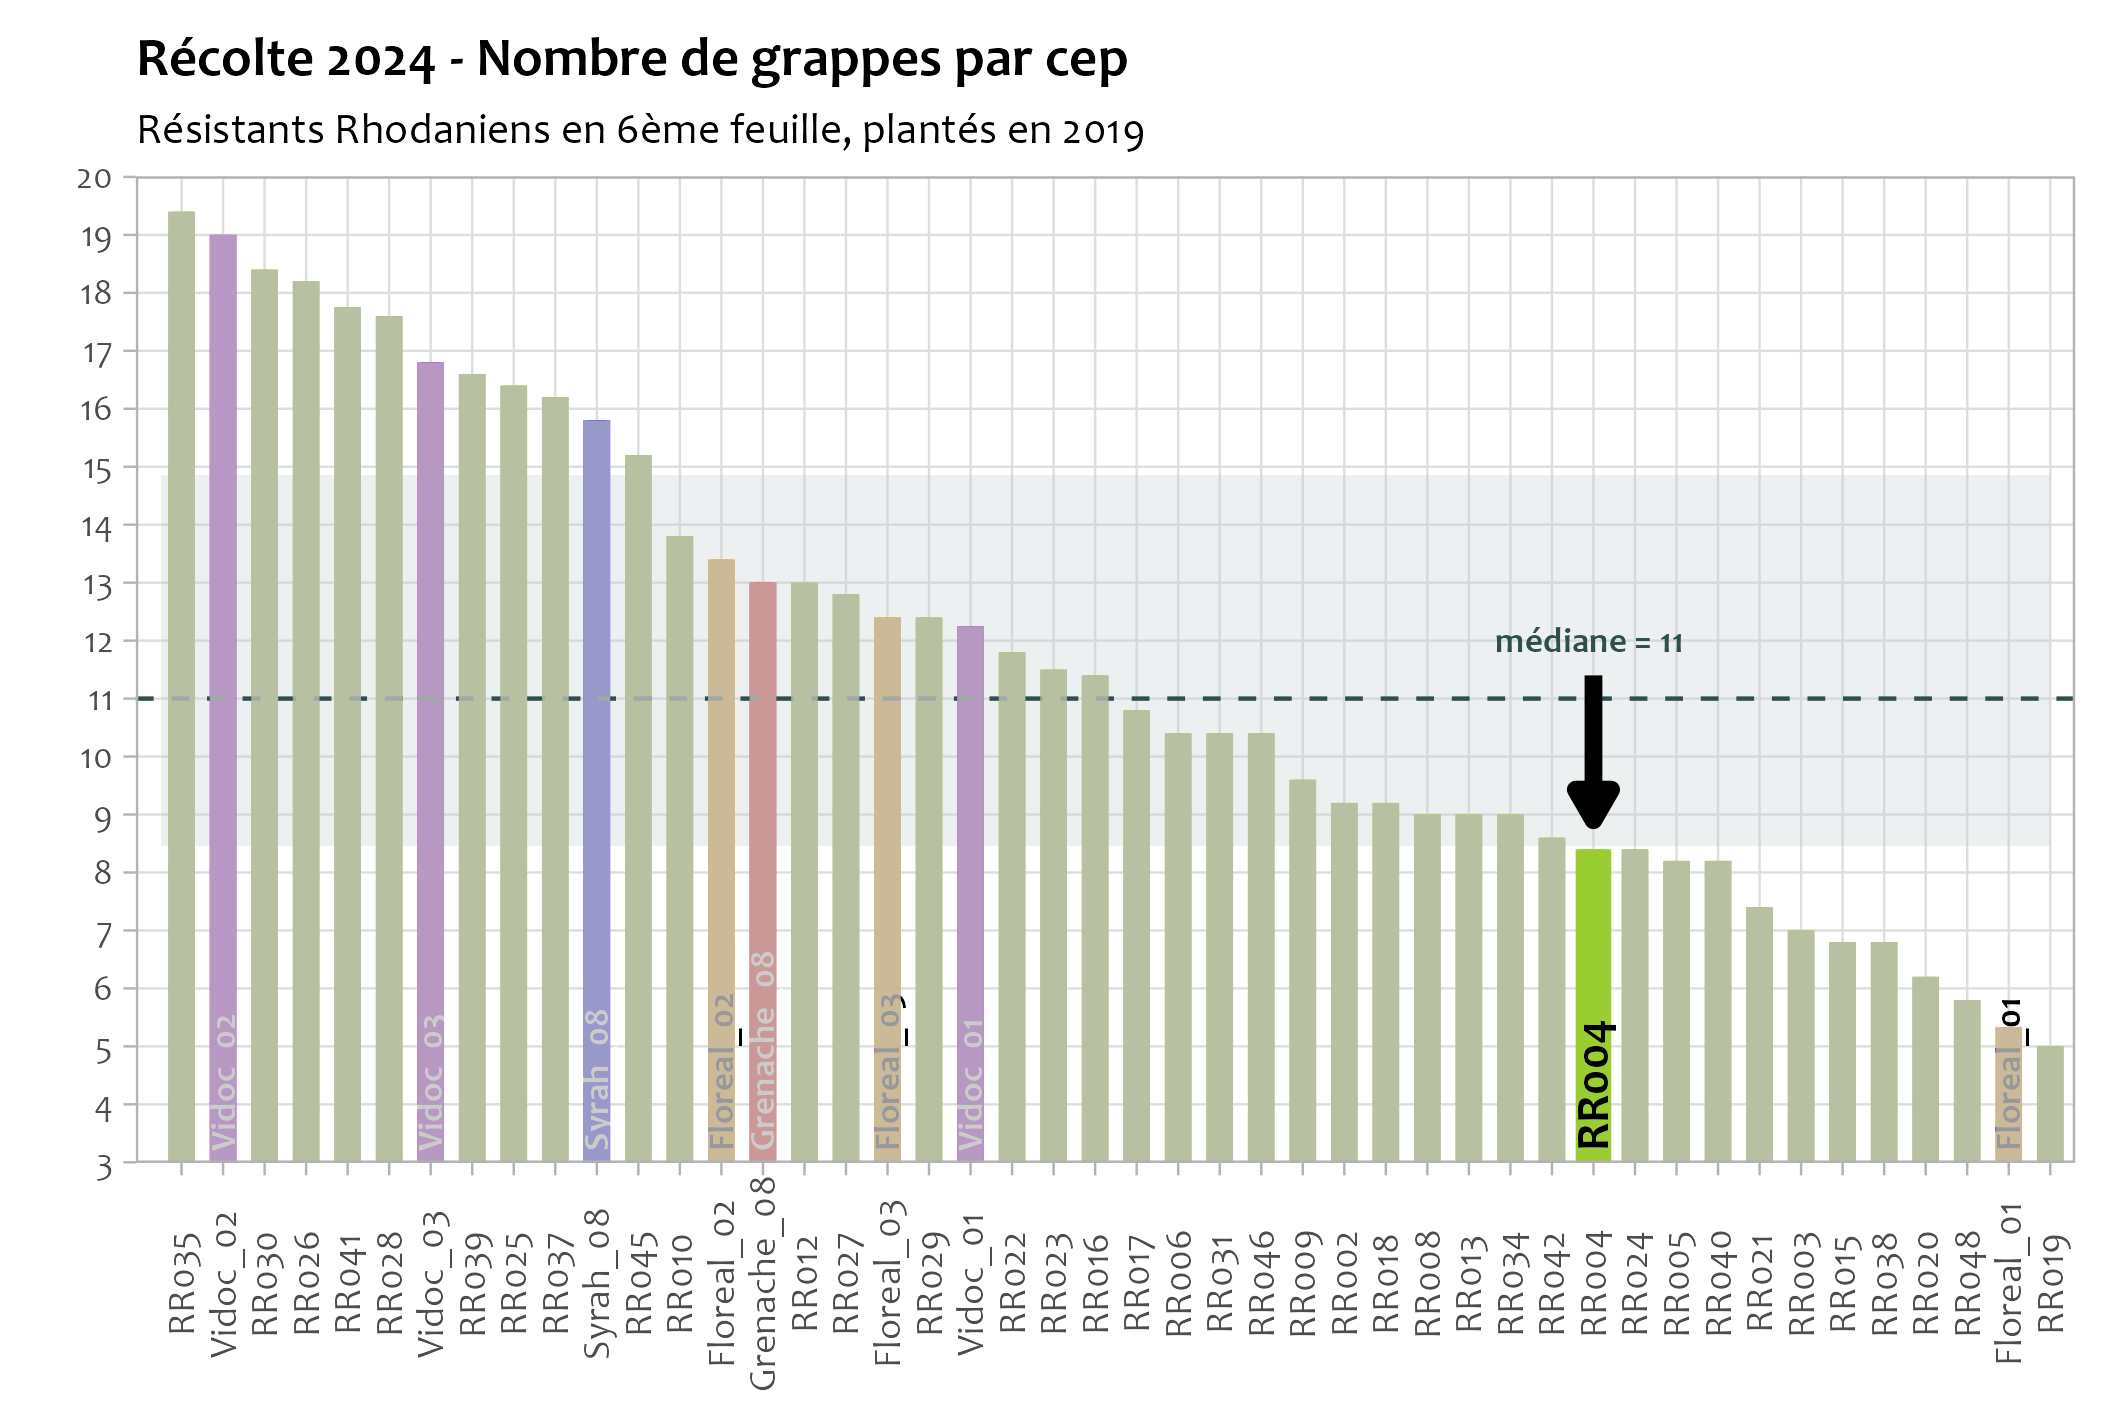 Récolte 2024 - Nombre de grappes par cep
Résistants Rhodaniens en 6ème feuille, plantés en 2019
20
19
18
17
16
15
14
13
12
11
10
9
8
7
6
5
4
3
médiane = 11
Vidoc_02
Vidoc_03
Syrah_08
Floreal_02
Grenache_08
Floreal_03
Vidoc_01
RR004
Floreal_01
RR035
Vidoc_02
RR030
RR026
RR041
RR028
Vidoc_03
RR039
RR025
RR037
Syrah_08
RR045
RR010
Floreal_02
Grenache_08
RR012
RR027
Floreal_03
RR029
Vidoc_01
RR022
RR023
RR016
RR017
RR006
RR031
RR046
RR009
RR002
RR018
RR008
RR013
RR034
RR042
RR004
RR024
RR005
RR040
RR021
RR003
RR015
RR038
RR020
RR048
Floreal_01
RR019